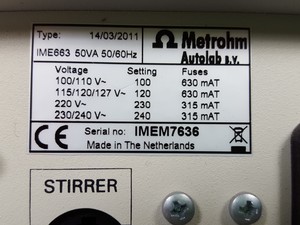 Type: 14/03/2011
IME663 50VA 50/60Hz
Ω Metrohm
Autolab B.V.
Voltage Setting Fuses
100/110 V~ 100 630 mAT
115/120/127 V~ 120 630 mAT
220 V~ 230 315 mAT
230/240 V~ 240 315 mAT
CE Serial no: IMEM7636
Made in The Netherlands
STIRRER